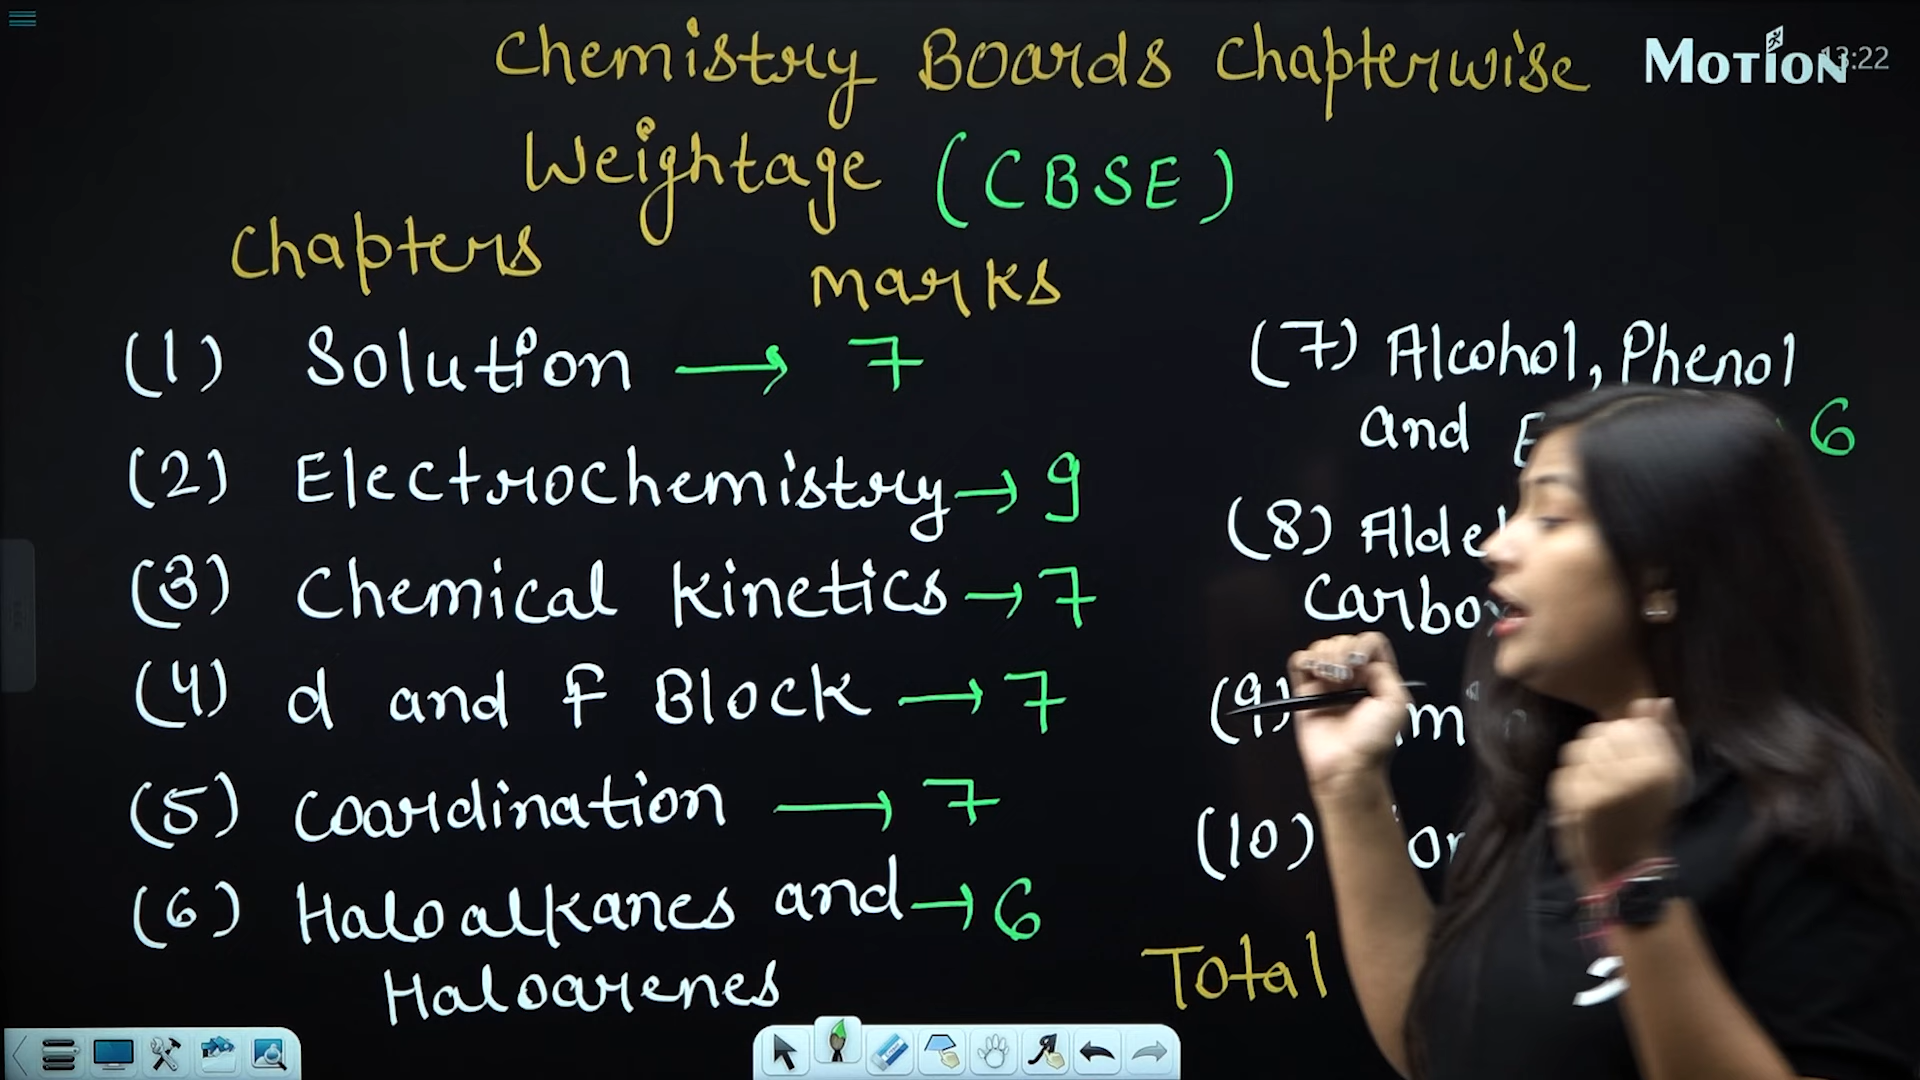 Chemistry Boards Chapterwise
Weightage (CBSE)
MOTION
13:22
Chapters
marks
(1) Solution → 7
(2) Electrochemistry → 9
(3) Chemical kinetics → 7
(4) d and f Block → 7
(5) Coordination → 7
(6) Haloalkanes and → 6
Haloarenes
(7) Alcohol, Phenol
and 6
(8)
(9)
(10)
Total